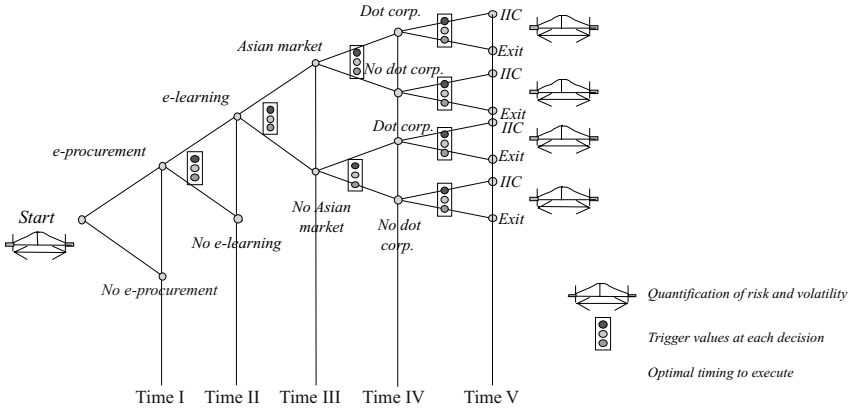 Dot corp.
IIC
Asian market
Exit
No dot corp.
IIC
e-learning
Exit
Dot corp.
IIC
e-procurement
Exit
IIC
No Asian
market
Start
No dot
corp.
Exit
No e-learning
No e-procurement
Quantification of risk and volatility
Trigger values at each decision
Optimal timing to execute
Time I
Time II
Time III
Time IV
Time V